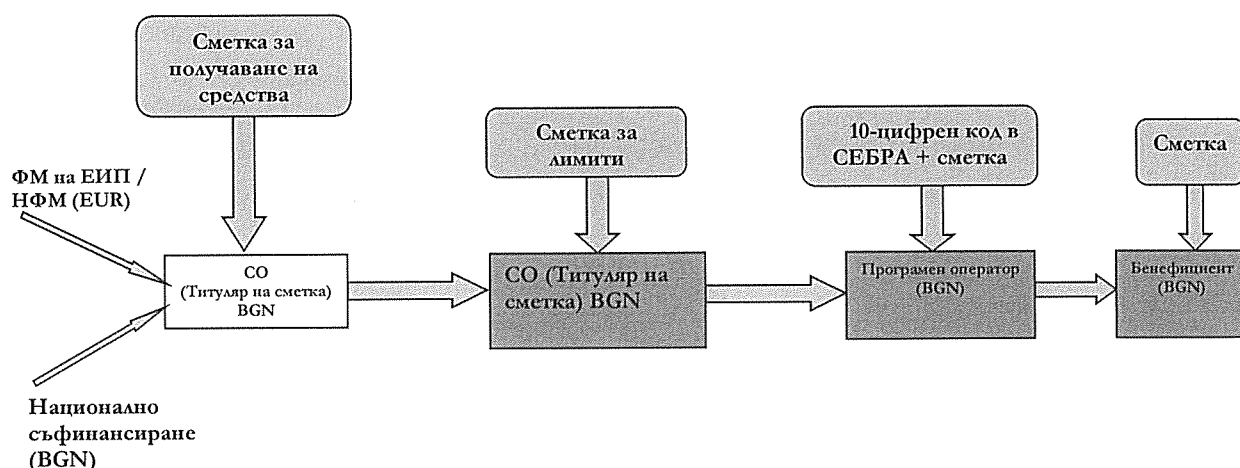 Сметка за
получаване на
средства
Сметка за
лимити
10-цифрен код в
СЕБРА + сметка
Сметка
ФМ на ЕИП /
НФМ (EUR)
СО
(Титуляр на сметка)
BGN
СО (Титуляр на
сметка) BGN
Програмен оператор
(BGN)
Бенефициент
(BGN)
Национално
съфинансиране
(BGN)